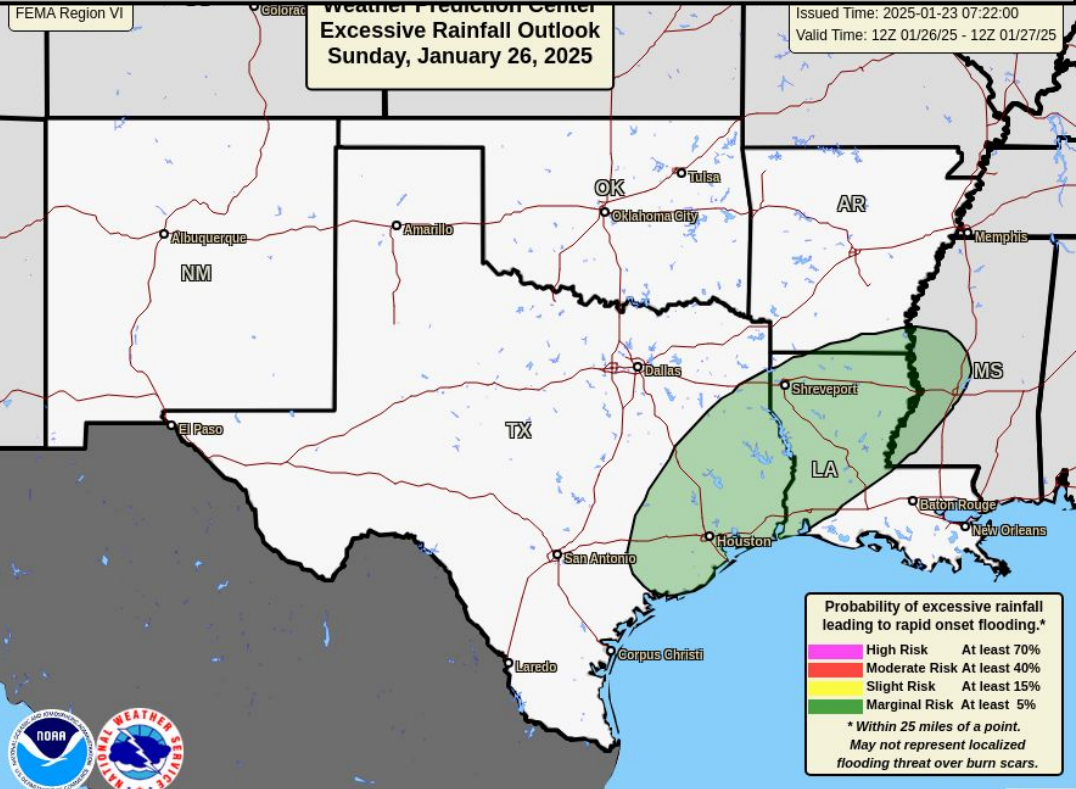 FEMA Region VI
Colorad
Weather Prediction Center
Excessive Rainfall Outlook
Sunday, January 26, 2025
Issued Time: 2025-01-23 07:22:00
Valid Time: 12Z 01/26/25 - 12Z 01/27/25
Tulsa
OK
AR
Oklahoma City
Amarillo
Albuquerque
Memphis
NM
Dallas
MS
Shreveport
El Paso
TX
LA
Baton Rouge
New Orleans
Houston
San Antonio
Corpus Christi
Laredo
Probability of excessive rainfall
leading to rapid onset flooding.*
High Risk At least 70%
Moderate Risk At least 40%
Slight Risk At least 15%
Marginal Risk At least 5%
* Within 25 miles of a point.
May not represent localized
flooding threat over burn scars.
NOAA
NATIONAL WEATHER SERVICE